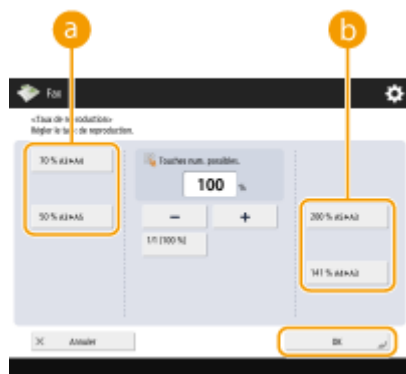 a
b
Fax
<Taux de reproduction>
Régler le taux de reproduction.
70 % A3►A4
Touches num. possibles.
100 %
50 % A3►A5
-
+
200 % A5►A3
1/1 [100 %]
141 % A4►A3
Annuler
OK